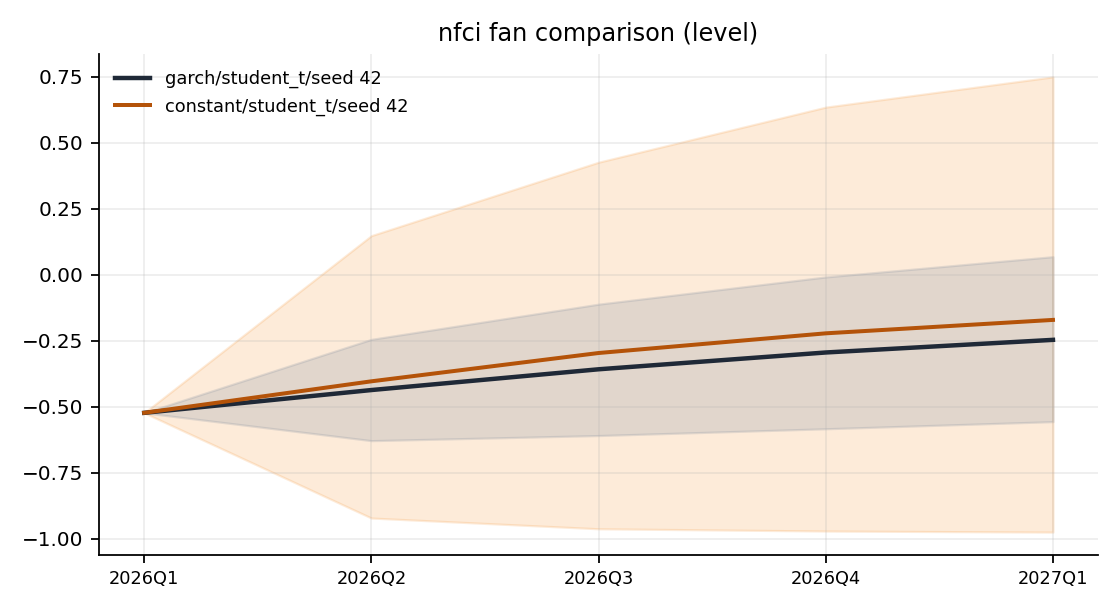 nfci fan comparison (level)
garch/student_t/seed 42
constant/student_t/seed 42
0.75
0.50
0.25
0.00
−0.25
−0.50
−0.75
−1.00
2026Q1 2026Q2 2026Q3 2026Q4 2027Q1